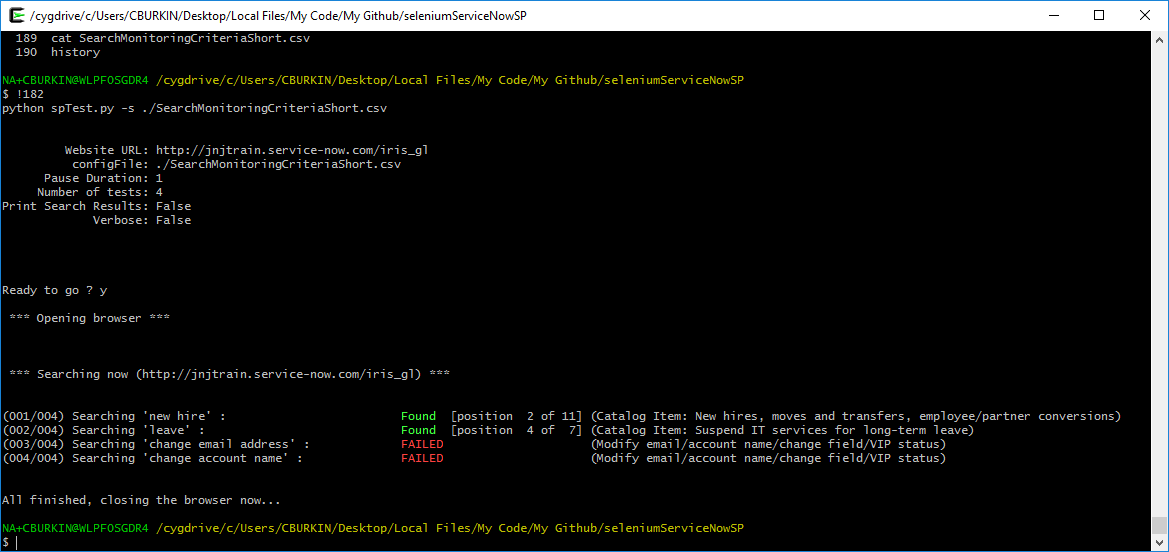 /cygdrive/c/Users/CBURKIN/Desktop/Local Files/My Code/My Github/seleniumServiceNowSP
189  cat SearchMonitoringCriteriaShort.csv
190  history
NA+CBURKIN@WLPFOSGDR4 /cygdrive/c/Users/CBURKIN/Desktop/Local Files/My Code/My Github/seleniumServiceNowSP
$ !182
python spTest.py -s ./SearchMonitoringCriteriaShort.csv
Website URL: http://jnjtrain.service-now.com/iris_gl
configFile: ./SearchMonitoringCriteriaShort.csv
Pause Duration: 1
Number of tests: 4
Print Search Results: False
Verbose: False
Ready to go ? y
*** Opening browser ***
*** Searching now (http://jnjtrain.service-now.com/iris_gl) ***
(001/004) Searching 'new hire' : Found [position 2 of 11] (Catalog Item: New hires, moves and transfers, employee/partner conversions)
(002/004) Searching 'leave' : Found [position 4 of 7] (Catalog Item: Suspend IT services for long-term leave)
(003/004) Searching 'change email address' : FAILED (Modify email/account name/change field/VIP status)
(004/004) Searching 'change account name' : FAILED (Modify email/account name/change field/VIP status)
All finished, closing the browser now...
NA+CBURKIN@WLPFOSGDR4 /cygdrive/c/Users/CBURKIN/Desktop/Local Files/My Code/My Github/seleniumServiceNowSP
$